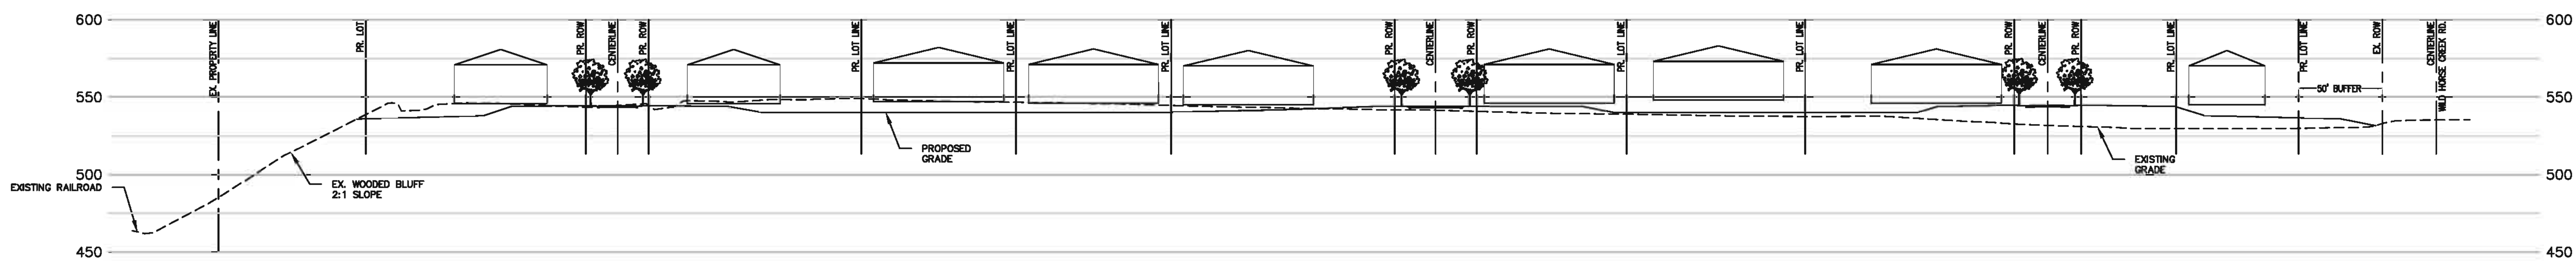 600
550
500
450
EX. PROPERTY LINE
PR. LOT
PR. ROW
CENTERLINE
PR. ROW
PR. LOT LINE
PR. LOT LINE
PR. LOT LINE
PR. ROW
CENTERLINE
PR. ROW
PR. LOT LINE
PR. LOT LINE
PR. ROW
CENTERLINE
PR. ROW
PR. LOT LINE
PR. LOT LINE
EX. ROW
CENTERLINE
WILD HORSE CREEK RD.
50' BUFFER
EXISTING RAILROAD
EX. WOODED BLUFF
2:1 SLOPE
PROPOSED
GRADE
EXISTING
GRADE
600
550
500
450